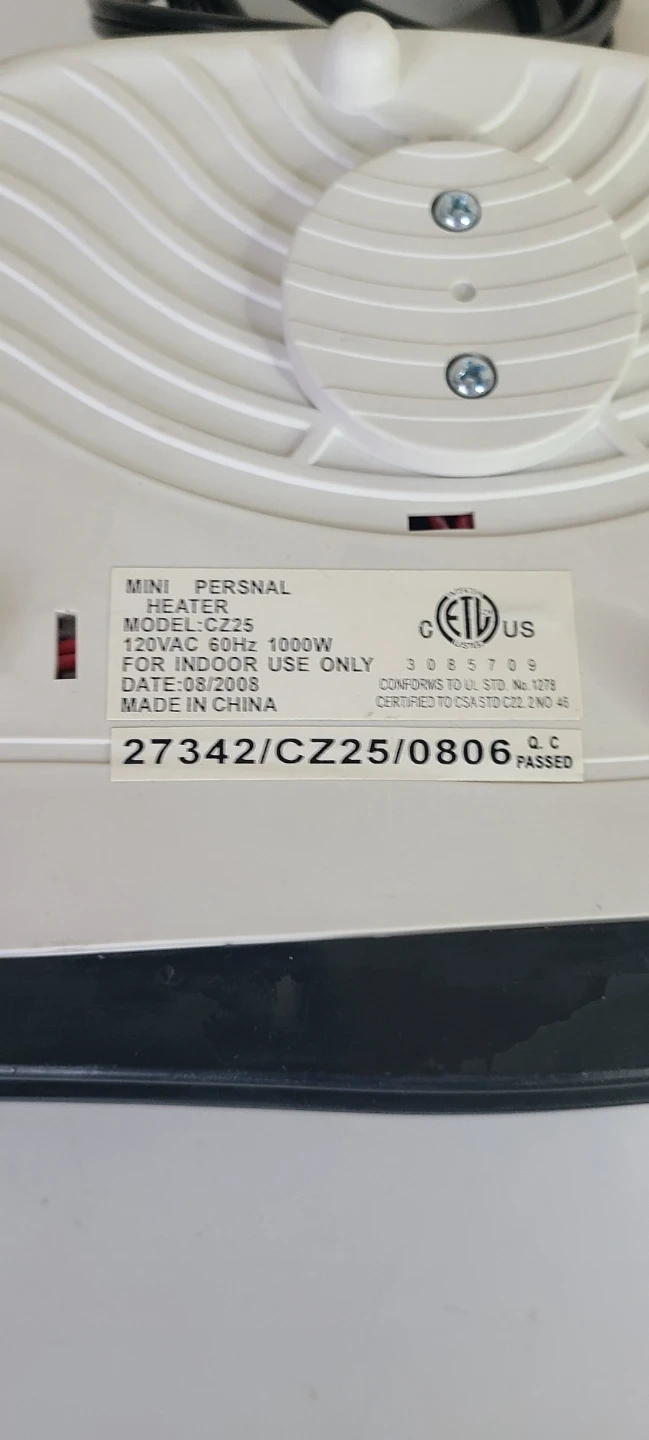 MINI PERSNAL
HEATER
MODEL:CZ25
120VAC 60Hz 1000W
FOR INDOOR USE ONLY
DATE:08/2008
MADE IN CHINA
C ETL US
3085709
CONFORMS TO UL STD. No.1278
CERTIFIED TO CSA STD C22.2 NO 46
27342/CZ25/0806
Q.C
PASSED